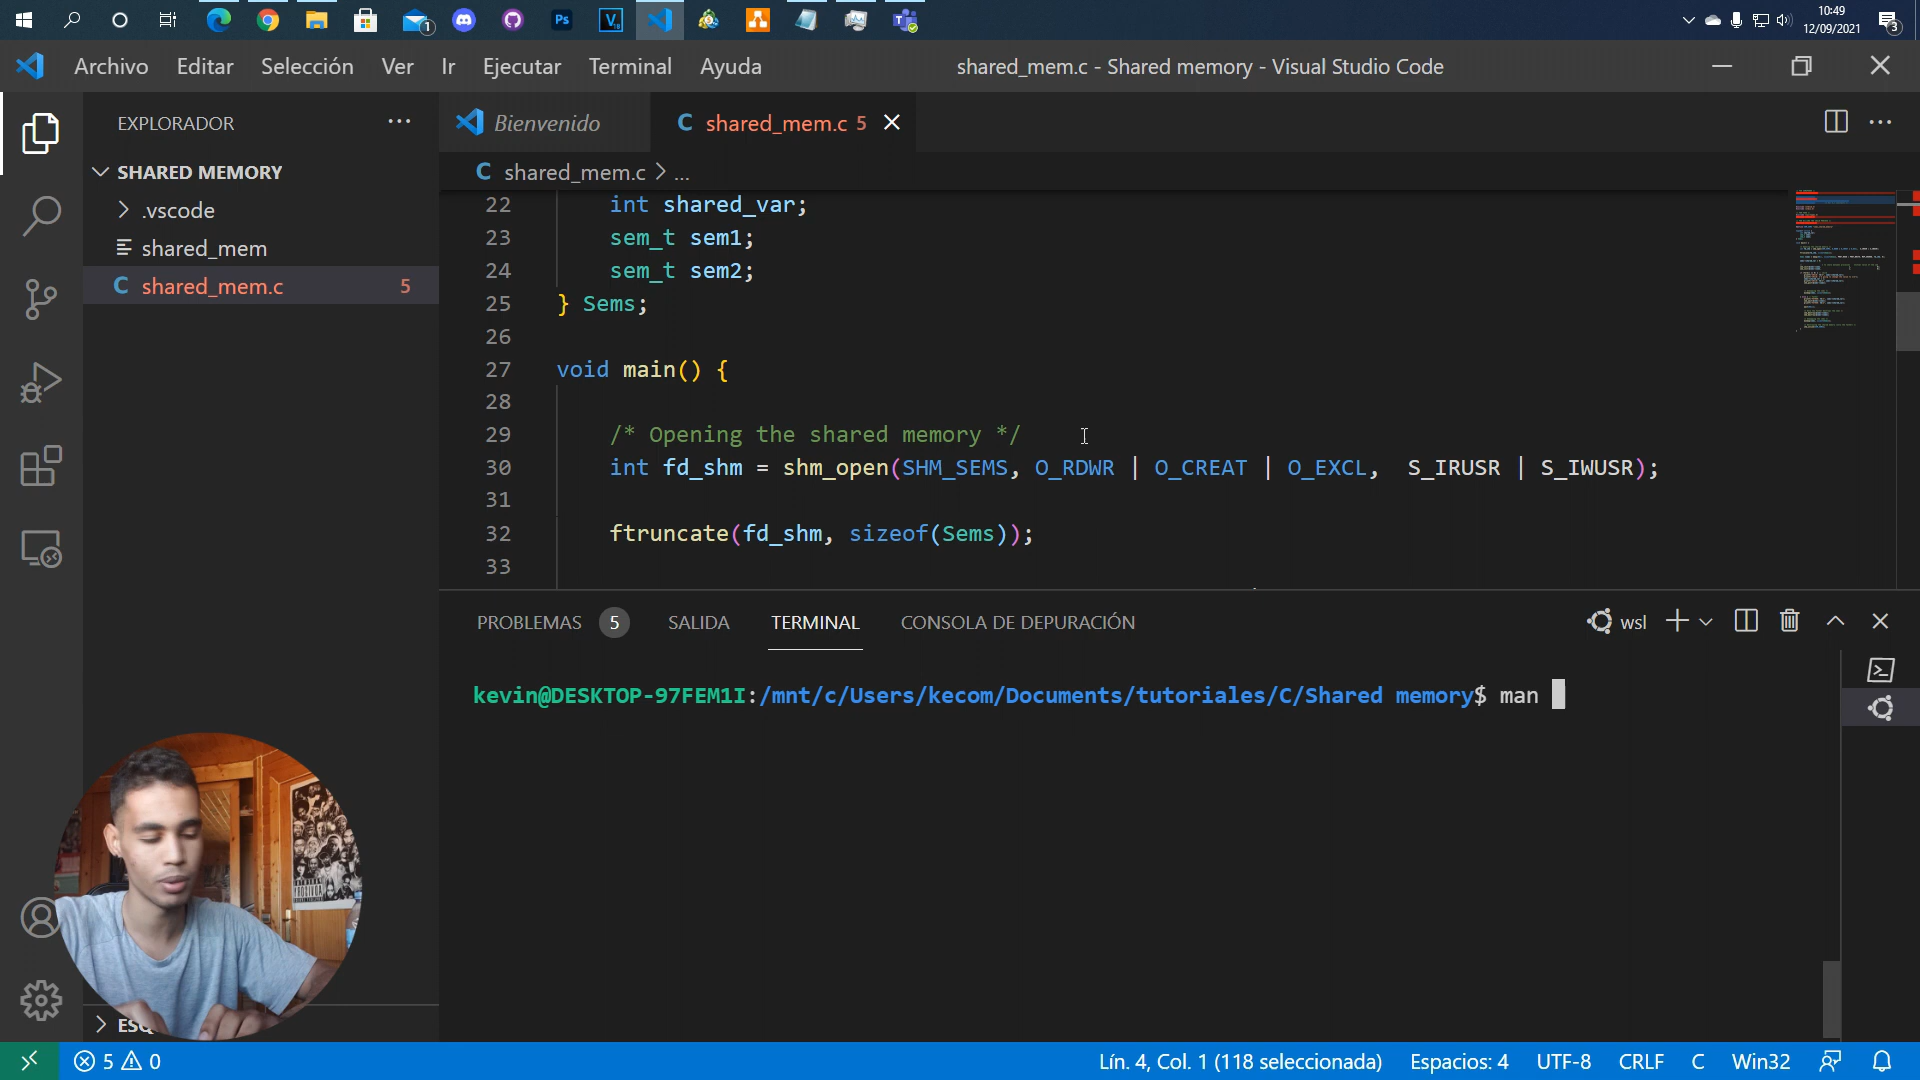 10:49
12/09/2021
1
3
Ps
Archivo Editar Selección Ver Ir Ejecutar Terminal Ayuda
shared_mem.c - Shared memory - Visual Studio Code
EXPLORADOR
Bienvenido
C shared_mem.c 5
SHARED MEMORY
C shared_mem.c > ...
.vscode
shared_mem
C shared_mem.c 5
22 int shared_var;
23 sem_t sem1;
24 sem_t sem2;
25 } Sems;
26
27 void main() {
28
29 /* Opening the shared memory */
30 int fd_shm = shm_open(SHM_SEMS, O_RDWR | O_CREAT | O_EXCL,  S_IRUSR | S_IWUSR);
31
32 ftruncate(fd_shm, sizeof(Sems));
33
PROBLEMAS 5 SALIDA TERMINAL CONSOLA DE DEPURACIÓN
wsl
kevin@DESKTOP-97FEM1I:/mnt/c/Users/kecom/Documents/tutoriales/C/Shared memory$ man
5 0
Lín. 4, Col. 1 (118 seleccionada) Espacios: 4 UTF-8 CRLF C Win32